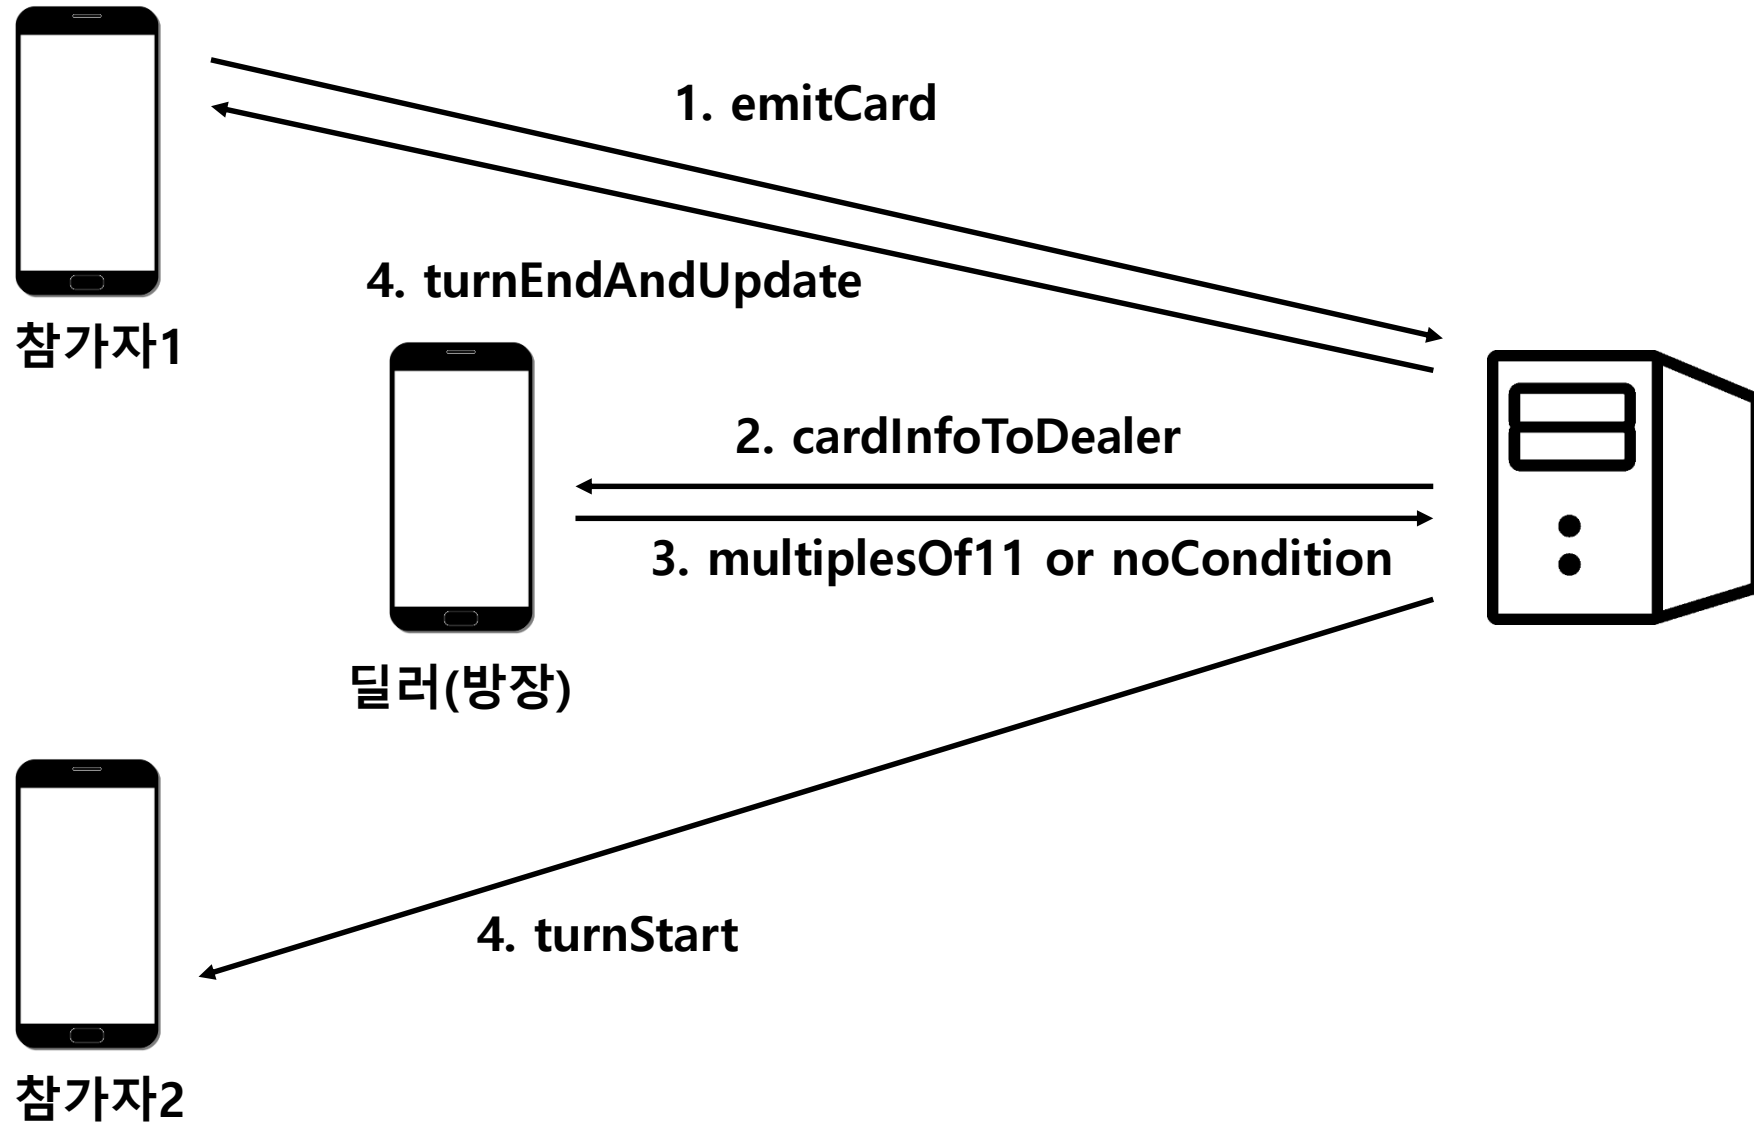 1. emitCard
4. turnEndAndUpdate
참가자1
2. cardInfoToDealer
3. multiplesOf11 or noCondition
딜러(방장)
4. turnStart
참가자2